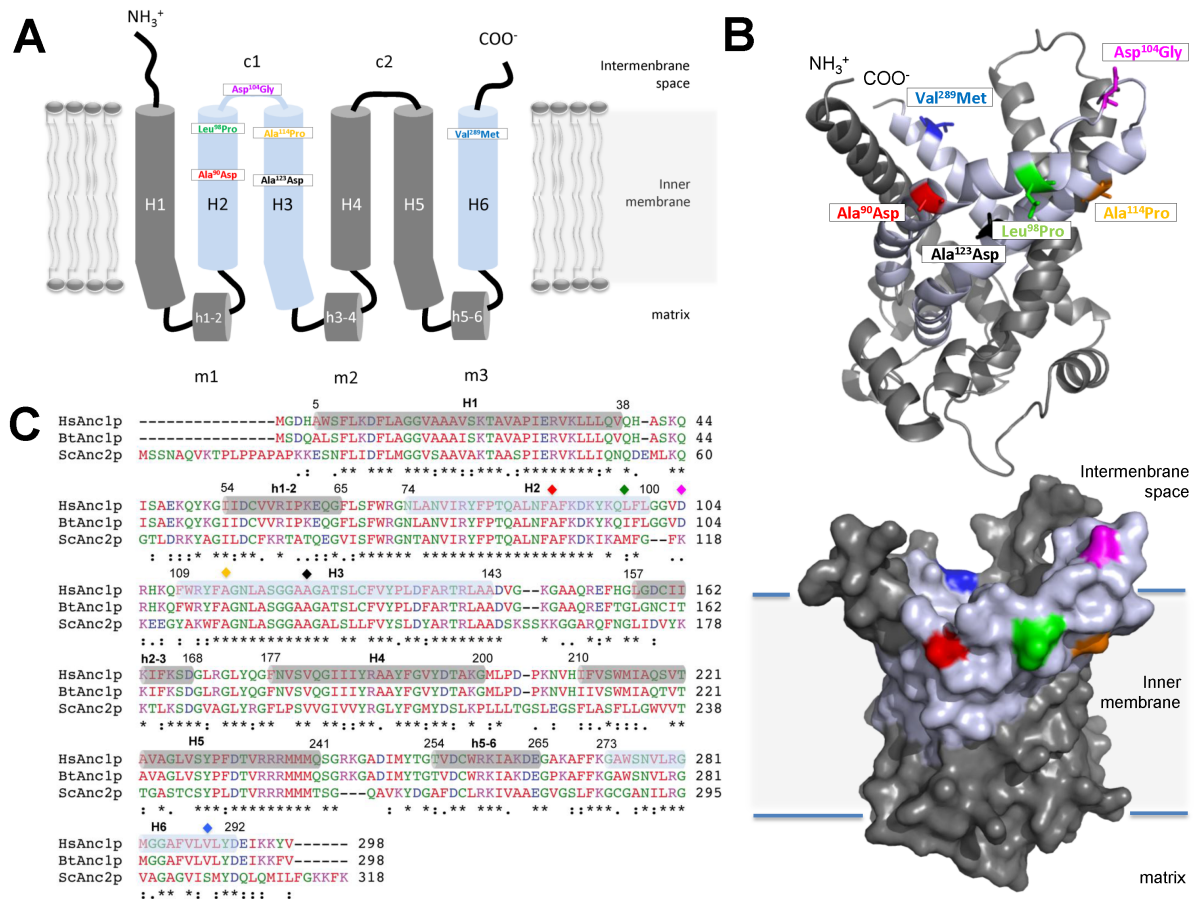 A
NH₃⁺
COO⁻
c1
c2
Intermenbrane
space
Asp¹⁰⁴Gly
Leu⁹⁸Pro
Ala¹¹⁴Pro
Val²⁸⁹Met
Ala⁹⁰Asp
Ala¹²³Asp
Inner
membrane
H1
H2
H3
H4
H5
H6
h1-2
h3-4
h5-6
matrix
m1
m2
m3
B
Asp¹⁰⁴Gly
NH₃⁺
COO⁻
Val²⁸⁹Met
Ala⁹⁰Asp
Ala¹¹⁴Pro
Leu⁹⁸Pro
Ala¹²³Asp
Intermenbrane
space
Inner
membrane
matrix
C
5 H1 38
HsAnc1p ---------------MGDHAWSFLKDFLAGGVAAAVSKTAVAPIERVKLLLQVQH-ASKQ 44
BtAnc1p ---------------MSDQALSFLKDFLAGGVAAAISKTAVAPIERVKLLLQVQH-ASKQ 44
ScAnc2p MSSNAQVKTPLPPAPAPKKESNFLIDFLMGGVSAAVAKTAASPIERVKLLIQNQDEMLKQ 60
54 h1-2 65 74 H2 100
HsAnc1p ISAEKQYKGIIDCVVRIPKEQGFLSFWRGNLANVIRYFPTQALNFAFKDKYKQLFLGGVD 104
BtAnc1p ISAEKQYKGIIDCVVRIPKEQGFLSFWRGNLANVIRYFPTQALNFAFKDKYKQIFLGGVD 104
ScAnc2p GTLDRKYAGILDCFKRTATQEGVISFWRGNTANVIRYFPTQALNFAFKDKIKAMFG--FK 118
109 H3 143 157
HsAnc1p RHKQFWRYFAGNLASGGAAGATSLCFVYPLDFARTRLAADVG--KGAAQREFHGLGDCII 162
BtAnc1p RHKQFWRYFAGNLASGGAAGATSLCFVYPLDFARTRLAADVG--KGAAQREFTGLGNCIT 162
ScAnc2p KEEGYAKWFAGNLASGGAAGALSLLFVYSLDYARTRLAADSKSSKKGGARQFNGLIDVYK 178
h2-3 168 177 H4 200 210
HsAnc1p KIFKSDGLRGLYQGFNVSVQGIIIYRAAYFGVYDTAKGMLPD-PKNVHIFVSWMIAQSVT 221
BtAnc1p KIFKSDGLRGLYQGFNVSVQGIIIYRAAYFGVYDTAKGMLPD-PKNVHIIVSWMIAQTVT 221
ScAnc2p KTLKSDGVAGLYRGFLPSVVGIVVYRGLYFGMYDSLKPLLLTGSLEGSFLASFLLGWVVT 238
H5 241 254 h5-6 265 273
HsAnc1p AVAGLVSYPFDTVRRRMMMQSGRKGADIMYTGTVDCWRKIAKDEGPKAFFKGAWSNVLRG 281
BtAnc1p AVAGLVSYPFDTVRRRMMMQSGRKGADIMYTGTVDCWRKIAKDEGPKAFFKGAWSNVLRG 281
ScAnc2p TGASTCSYPLDTVRRRMMMTSG---QAVKYDGAFDCLRKIVAAEGVGSLFKGCGANILRG 295
H6 292
HsAnc1p MGGAFVLVLYDEIKKYV------ 298
BtAnc1p MGGAFVLVLYDEIKKFV------ 298
ScAnc2p VAGAGVISMYDQLQMILFGKKFK 318